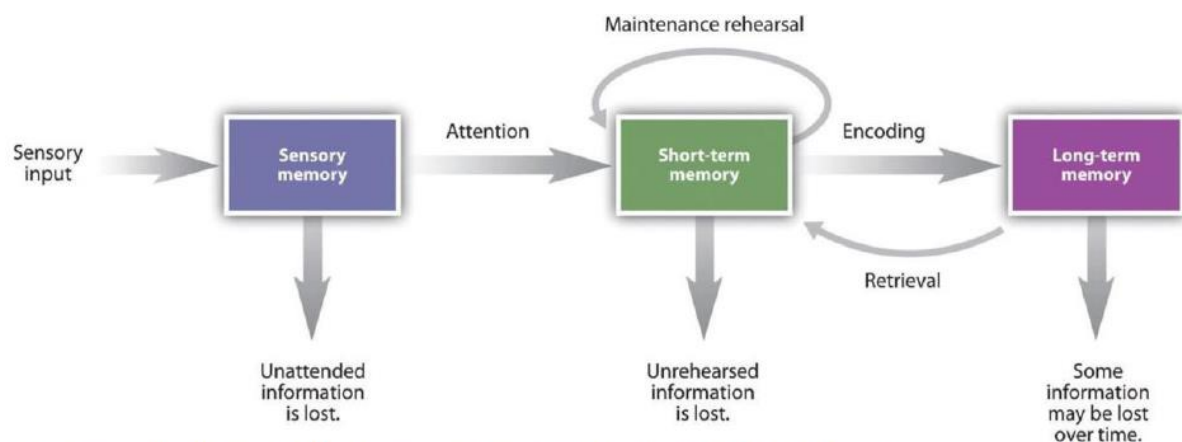 Maintenance rehearsal
Sensory
input
Sensory
memory
Attention
Short-term
memory
Encoding
Long-term
memory
Retrieval
Unattended
information
is lost.
Unrehearsed
information
is lost.
Some
information
may be lost
over time.